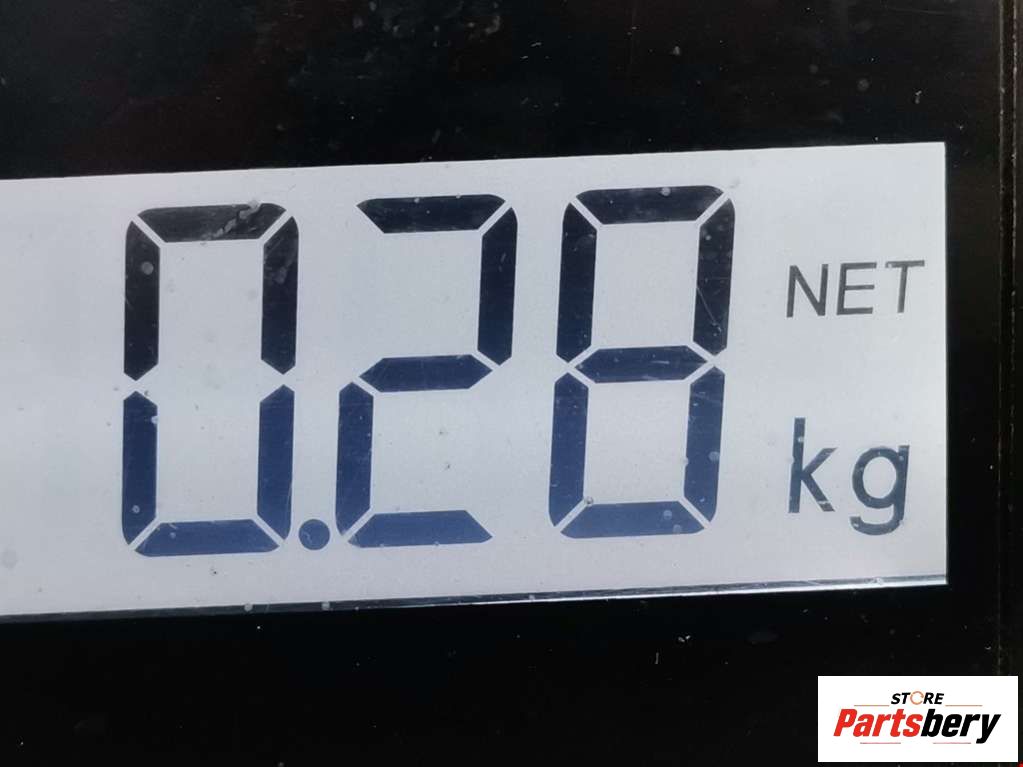 0.28 NET
kg
STORE
Partsbery